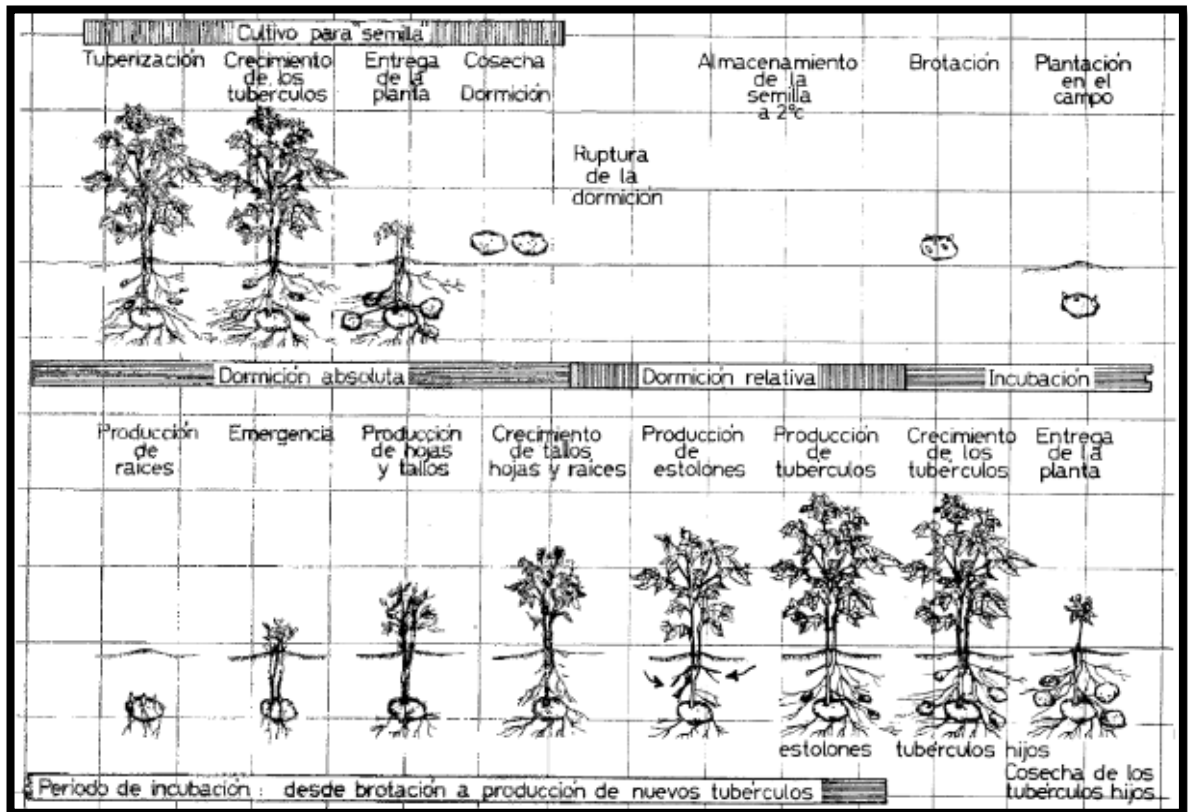 Cultivo para "semilla"
Tuberización
Crecimiento
de los
tubérculos
Entrega
de la
planta
Cosecha
Dormición
Ruptura
de la
dormición
Almacenamiento
de la
semilla
a 2°c
Brotación
Plantación
en el
campo
Dormición absoluta
Dormición relativa
Incubación
Producción
de
raíces
Emergencia
Producción
de hojas
y tallos
Crecimiento
de tallos
hojas y raíces
Producción
de
estolones
Producción
de
tubérculos
Crecimiento
de los
tubérculos
Entrega
de la
planta
estolones
tubérculos hijos
Período de incubación : desde brotación a producción de nuevos tubérculos
Cosecha de los
tubérculos hijos